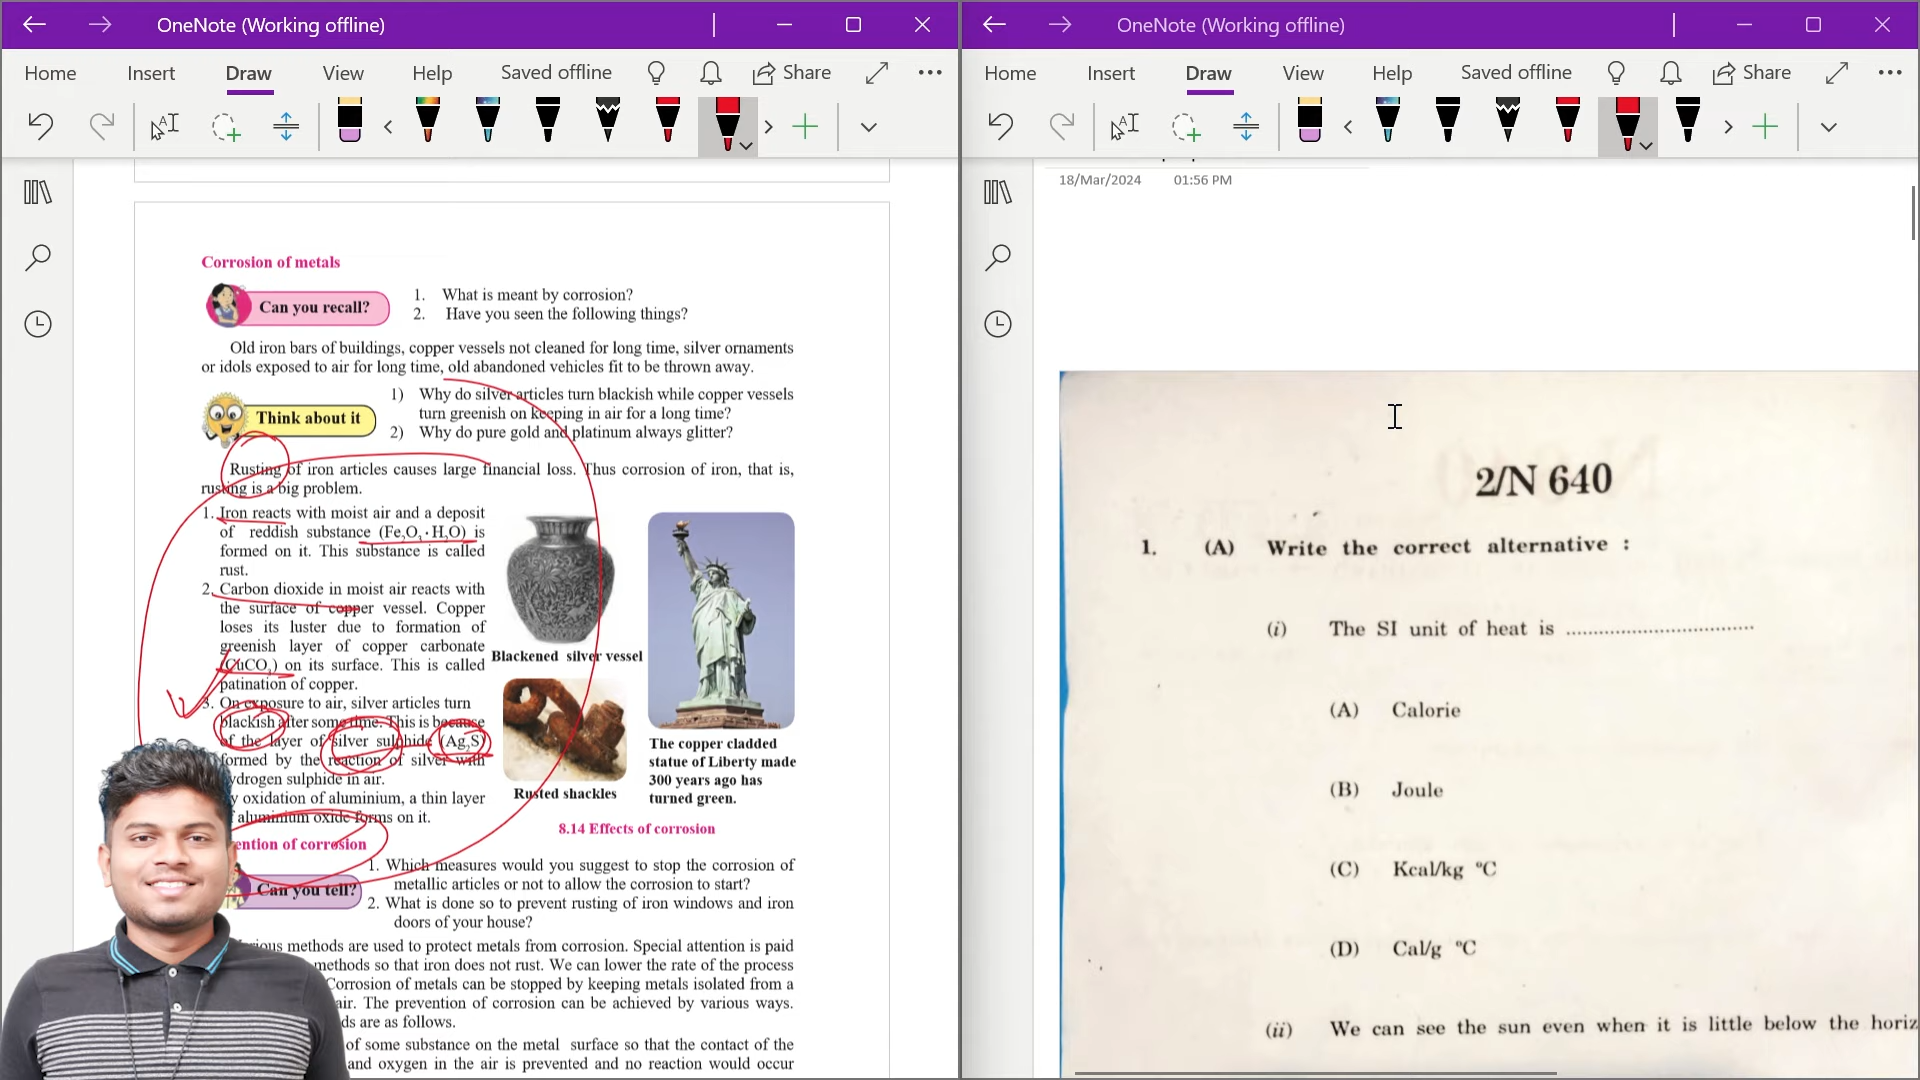 OneNote (Working offline)
Home Insert Draw View Help Saved offline Share
Corrosion of metals
Can you recall?
1. What is meant by corrosion?
2. Have you seen the following things?
Old iron bars of buildings, copper vessels not cleaned for long time, silver ornaments
or idols exposed to air for long time, old abandoned vehicles fit to be thrown away.
Think about it
1) Why do silver articles turn blackish while copper vessels
turn greenish on keeping in air for a long time?
2) Why do pure gold and platinum always glitter?
Rusting of iron articles causes large financial loss. Thus corrosion of iron, that is,
rusting is a big problem.
1. Iron reacts with moist air and a deposit
of reddish substance (Fe₂O₃·H₂O) is
formed on it. This substance is called
rust.
2. Carbon dioxide in moist air reacts with
the surface of copper vessel. Copper
loses its luster due to formation of
greenish layer of copper carbonate
(CuCO₃) on its surface. This is called
patination of copper.
3. On exposure to air, silver articles turn
blackish after some time. This is because
of the layer of silver sulphide (Ag₂S)
formed by the reaction of silver with
ydrogen sulphide in air.
y oxidation of aluminium, a thin layer
f aluminium oxide forms on it.
Blackened silver vessel
Rusted shackles
The copper cladded
statue of Liberty made
300 years ago has
turned green.
8.14 Effects of corrosion
ention of corrosion
Can you tell?
1. Which measures would you suggest to stop the corrosion of
metallic articles or not to allow the corrosion to start?
2. What is done so to prevent rusting of iron windows and iron
doors of your house?
rious methods are used to protect metals from corrosion. Special attention is paid
methods so that iron does not rust. We can lower the rate of the process
Corrosion of metals can be stopped by keeping metals isolated from a
air. The prevention of corrosion can be achieved by various ways.
ds are as follows.
of some substance on the metal surface so that the contact of the
and oxygen in the air is prevented and no reaction would occur
OneNote (Working offline)
Home Insert Draw View Help Saved offline Share
18/Mar/2024 01:56 PM
2/N 640
1. (A) Write the correct alternative :
(i) The SI unit of heat is ................................
(A) Calorie
(B) Joule
(C) Kcal/kg °C
(D) Cal/g °C
(ii) We can see the sun even when it is little below the horiz